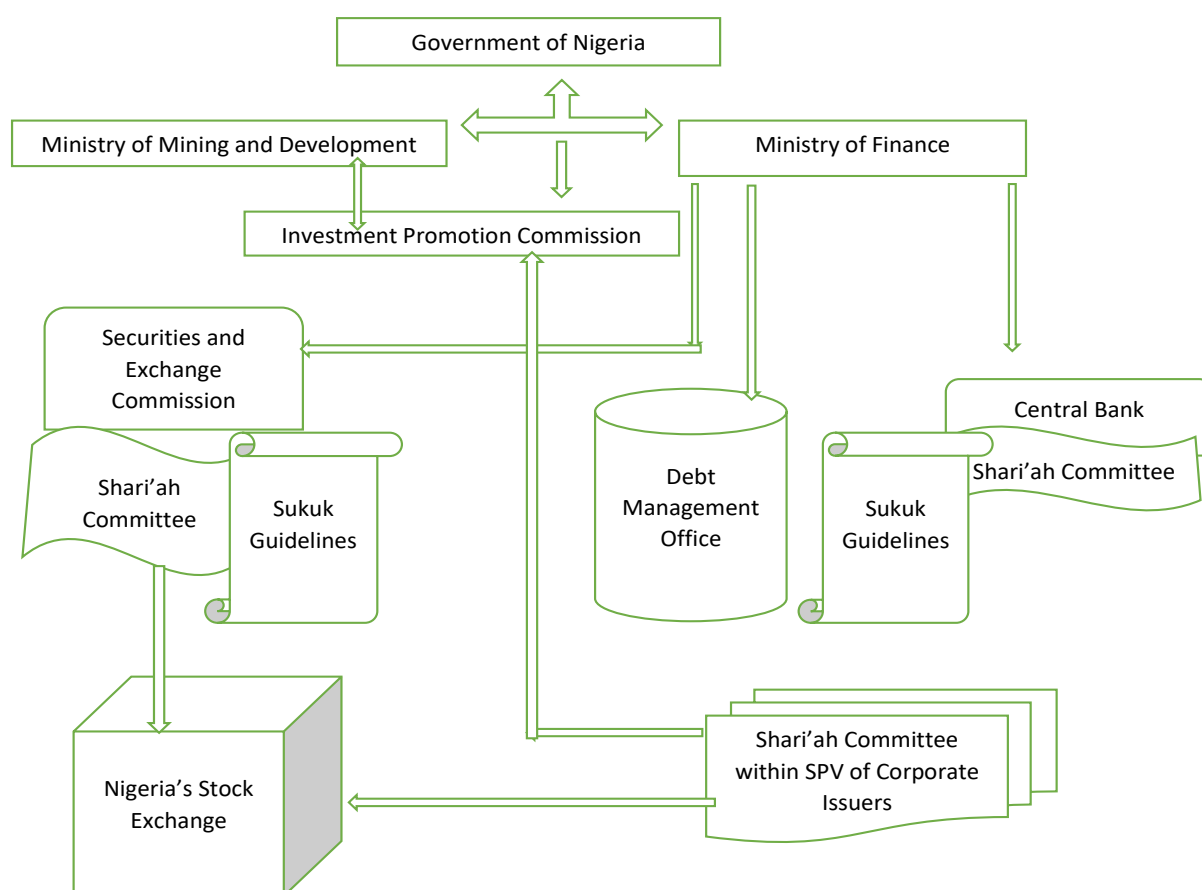 Government of Nigeria
Ministry of Mining and Development
Ministry of Finance
Investment Promotion Commission
Securities and
Exchange
Commission
Central Bank
Shari’ah Committee
Shari’ah
Committee
Sukuk
Guidelines
Debt
Management
Office
Sukuk
Guidelines
Shari’ah Committee
within SPV of Corporate
Issuers
Nigeria’s Stock
Exchange